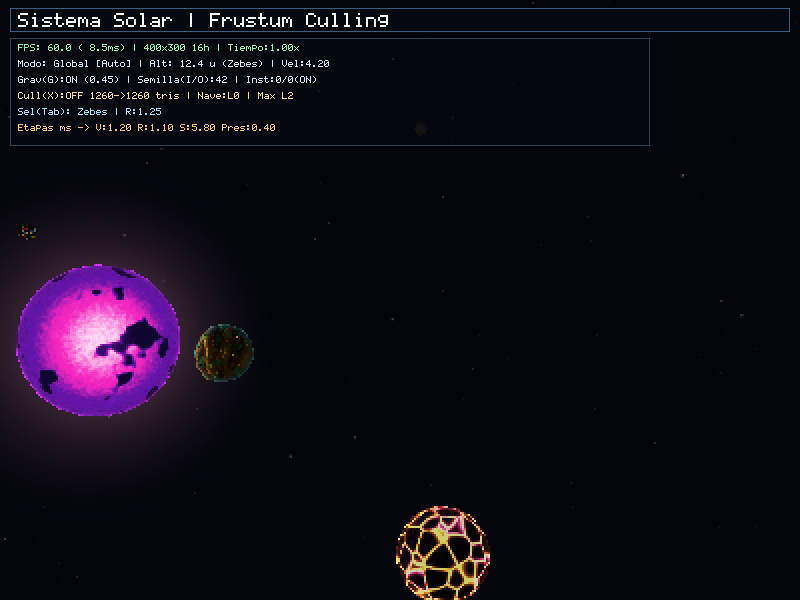 Sistema Solar | Frustum Culling
FPS: 60.0 ( 8.5ms) | 400x300 16h | Tiempo:1.00x
Modo: Global [Auto] | Alt: 12.4 u (Zebes) | Vel:4.20
Grav(G):ON (0.45) | Semilla(I/O):42 | Inst:0/0(ON)
Cull(X):OFF 1260->1260 tris | Nave:L0 | Max L2
Sel(Tab): Zebes | R:1.25
Etapas ms -> V:1.20 R:1.10 S:5.80 Pres:0.40